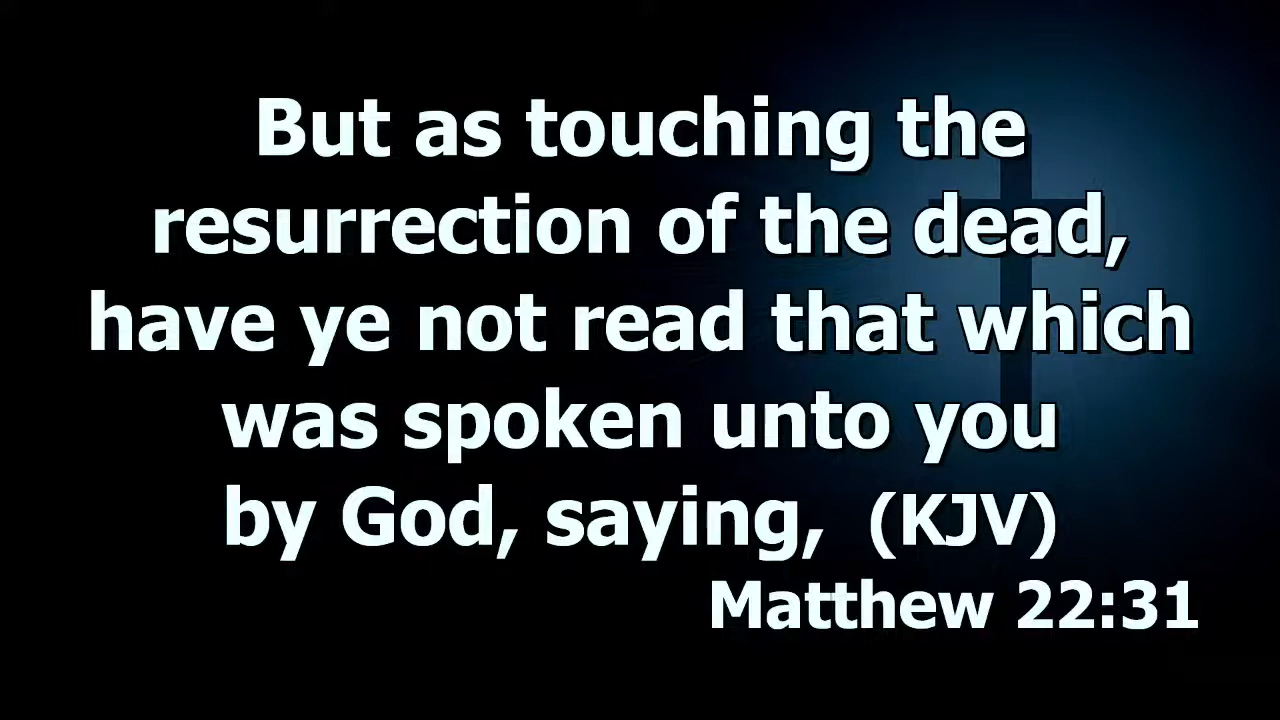 But as touching the
resurrection of the dead,
have ye not read that which
was spoken unto you
by God, saying, (KJV)
Matthew 22:31